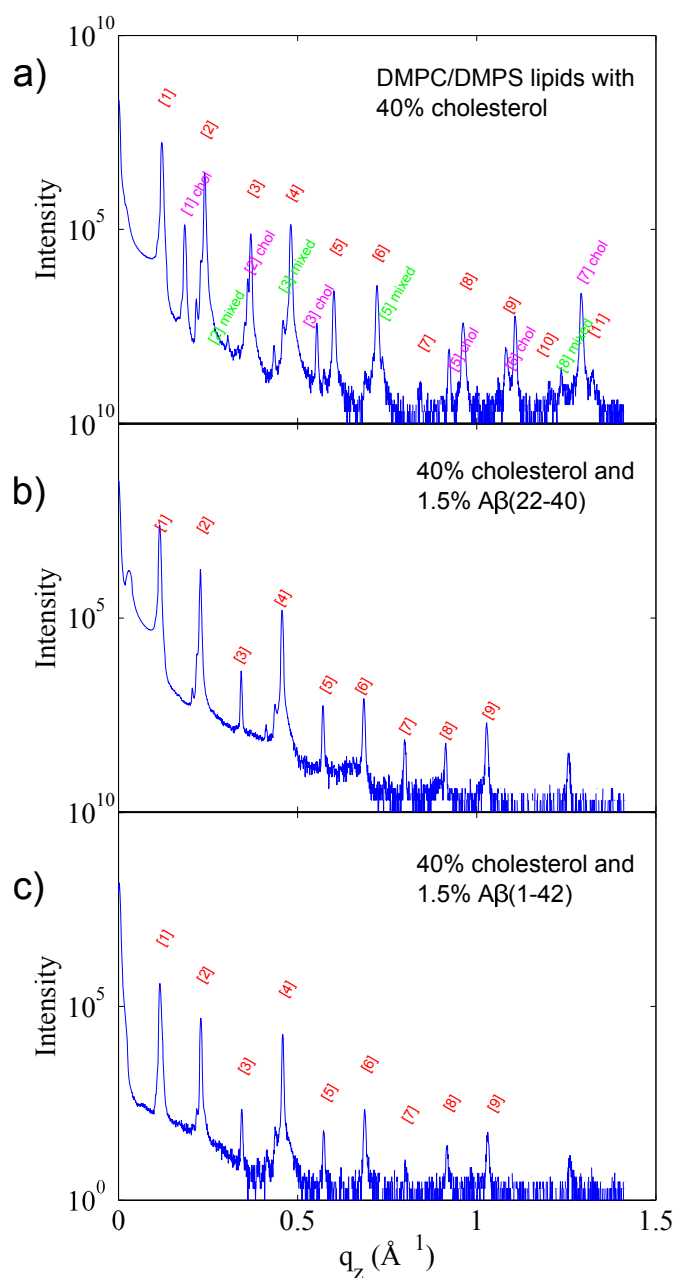 10^10
a)
DMPC/DMPS lipids with
40% cholesterol
[1]
[2]
[1] chol
[3]
[4]
[2] chol
[3] mixed
[2] mixed
[5]
[3] chol
[6]
[5] mixed
[7]
[8]
[5] chol
[9]
[6] chol
[10]
[8] mixed
[7] chol
[11]
Intensity
10^5
10^10
b)
40% cholesterol and
1.5% Aβ(22-40)
[1]
[2]
[3]
[4]
[5]
[6]
[7]
[8]
[9]
Intensity
10^5
10^10
c)
40% cholesterol and
1.5% Aβ(1-42)
[1]
[2]
[3]
[4]
[5]
[6]
[7]
[8]
[9]
Intensity
10^5
10^0
0
0.5
1
1.5
q_z (Å^-1)